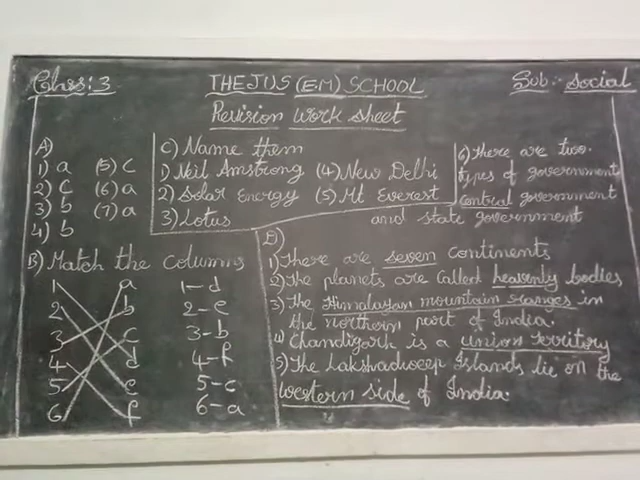 Class: 3
THEJUS (E.M) SCHOOL
Sub:- Social
Revision Work Sheet
A)
1) a (5) c
2) c (6) a
3) b (7) a
4) b
C) Name them
1) Neil Amstrong (4) New Delhi
2) Solar Energy (5) Mt Everest
3) Lotus
6) There are two
types of government
central government
and state government
B) Match the columns
1 a 1-d
2 b 2-e
3 c 3-b
4 d 4-f
5 e 5-c
6 f 6-a
E)
1) There are seven continents
2) The planets are called heavenly bodies
3) The Himalayan mountain ranges in
the northern part of India.
4) Chandigarh is a union territory
5) The Lakshadweep Islands lie on the
western side of India.